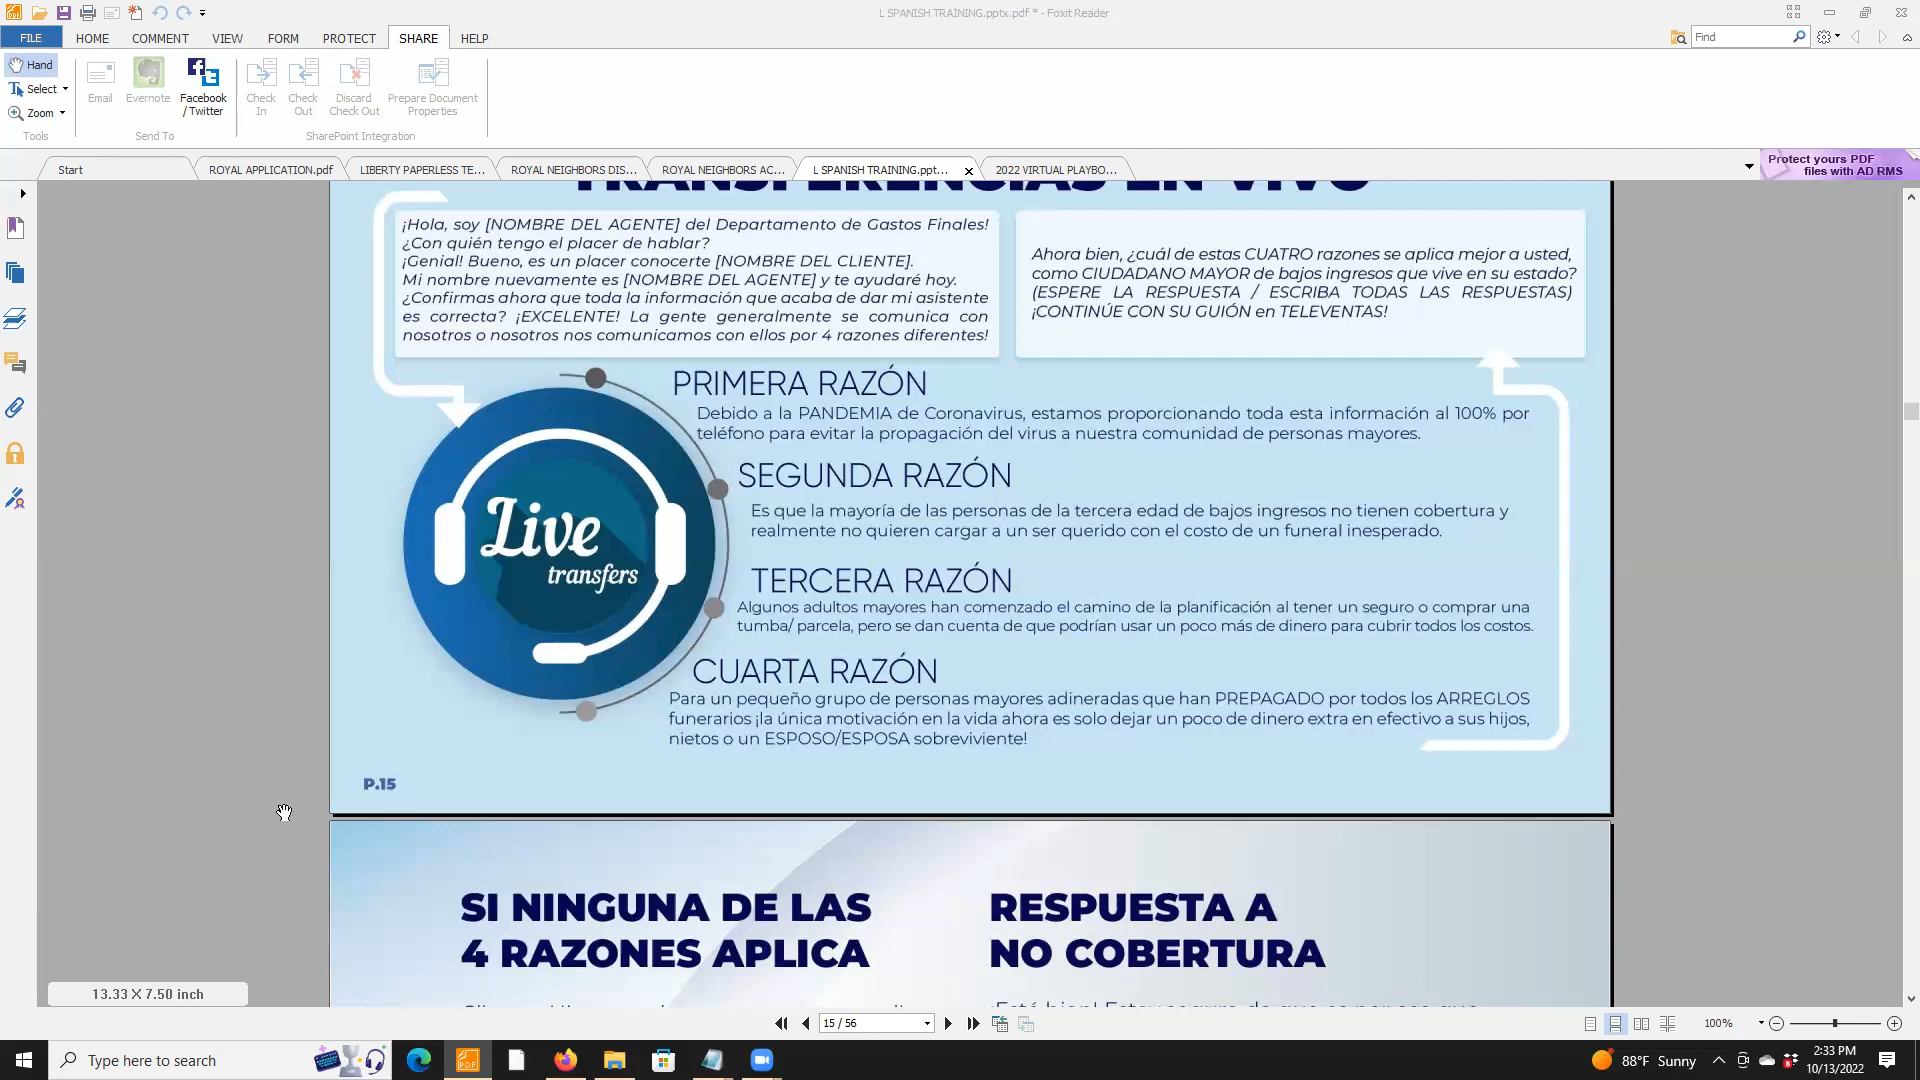 L SPANISH TRAINING.pptx.pdf * - Foxit Reader
FILE HOME COMMENT VIEW FORM PROTECT SHARE HELP
Find
Hand
Select
Zoom
Tools
Email
Evernote
Facebook
/ Twitter
Send To
Check
In
Check
Out
Discard
Check Out
Prepare Document
Properties
SharePoint Integration
Start
ROYAL APPLICATION.pdf
LIBERTY PAPERLESS TE...
ROYAL NEIGHBORS DIS...
ROYAL NEIGHBORS AC...
L SPANISH TRAINING.ppt...
2022 VIRTUAL PLAYBO...
Protect yours PDF
files with AD RMS
TRANSFERENCIAS EN VIVO
¡Hola, soy [NOMBRE DEL AGENTE] del Departamento de Gastos Finales!
¿Con quién tengo el placer de hablar?
¡Genial! Bueno, es un placer conocerte [NOMBRE DEL CLIENTE].
Mi nombre nuevamente es [NOMBRE DEL AGENTE] y te ayudaré hoy.
¿Confirmas ahora que toda la información que acaba de dar mi asistente
es correcta? ¡EXCELENTE! La gente generalmente se comunica con
nosotros o nosotros nos comunicamos con ellos por 4 razones diferentes!
Ahora bien, ¿cuál de estas CUATRO razones se aplica mejor a usted,
como CIUDADANO MAYOR de bajos ingresos que vive en su estado?
(ESPERE LA RESPUESTA / ESCRIBA TODAS LAS RESPUESTAS)
¡CONTINÚE CON SU GUIÓN en TELEVENTAS!
Live
transfers
PRIMERA RAZÓN
Debido a la PANDEMIA de Coronavirus, estamos proporcionando toda esta información al 100% por
teléfono para evitar la propagación del virus a nuestra comunidad de personas mayores.
SEGUNDA RAZÓN
Es que la mayoría de las personas de la tercera edad de bajos ingresos no tienen cobertura y
realmente no quieren cargar a un ser querido con el costo de un funeral inesperado.
TERCERA RAZÓN
Algunos adultos mayores han comenzado el camino de la planificación al tener un seguro o comprar una
tumba/ parcela, pero se dan cuenta de que podrían usar un poco más de dinero para cubrir todos los costos.
CUARTA RAZÓN
Para un pequeño grupo de personas mayores adineradas que han PREPAGADO por todos los ARREGLOS
funerarios ¡la única motivación en la vida ahora es solo dejar un poco de dinero extra en efectivo a sus hijos,
nietos o un ESPOSO/ESPOSA sobreviviente!
P.15
SI NINGUNA DE LAS
4 RAZONES APLICA
RESPUESTA A
NO COBERTURA
13.33 X 7.50 inch
15 / 56
100%
Type here to search
88°F Sunny
2:33 PM
10/13/2022